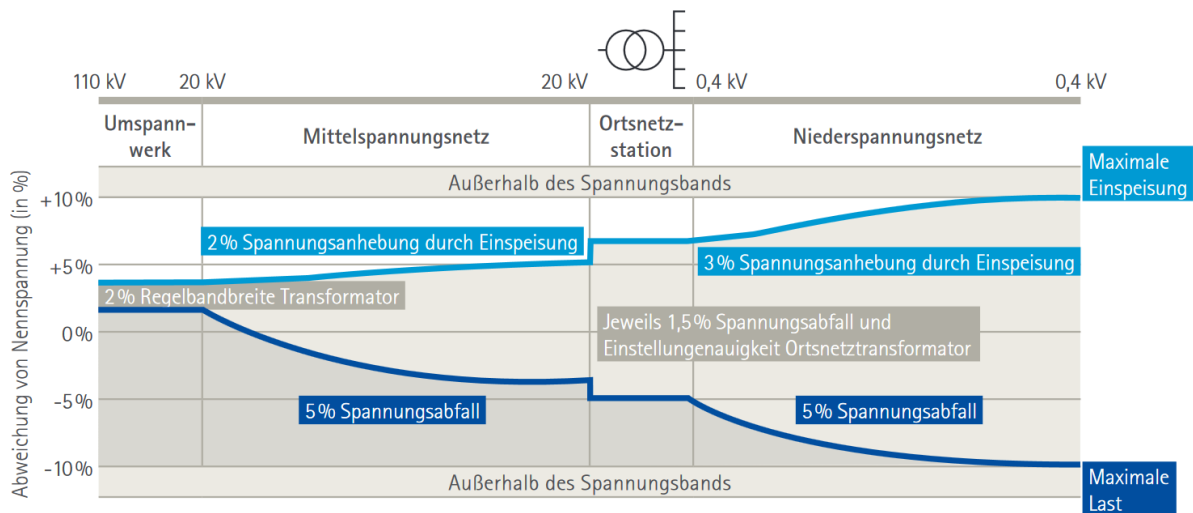 110 kV
20 kV
20 kV
0,4 kV
0,4 kV
Umspann-
werk
Mittelspannungsnetz
Ortsnetz-
station
Niederspannungsnetz
Abweichung von Nennspannung (in %)
Außerhalb des Spannungsbands
Maximale
Einspeisung
+10%
2% Spannungsanhebung durch Einspeisung
+5%
3% Spannungsanhebung durch Einspeisung
2% Regelbandbreite Transformator
0%
Jeweils 1,5% Spannungsabfall und
Einstellungenauigkeit Ortsnetztransformator
-5%
5% Spannungsabfall
5% Spannungsabfall
-10%
Außerhalb des Spannungsbands
Maximale
Last